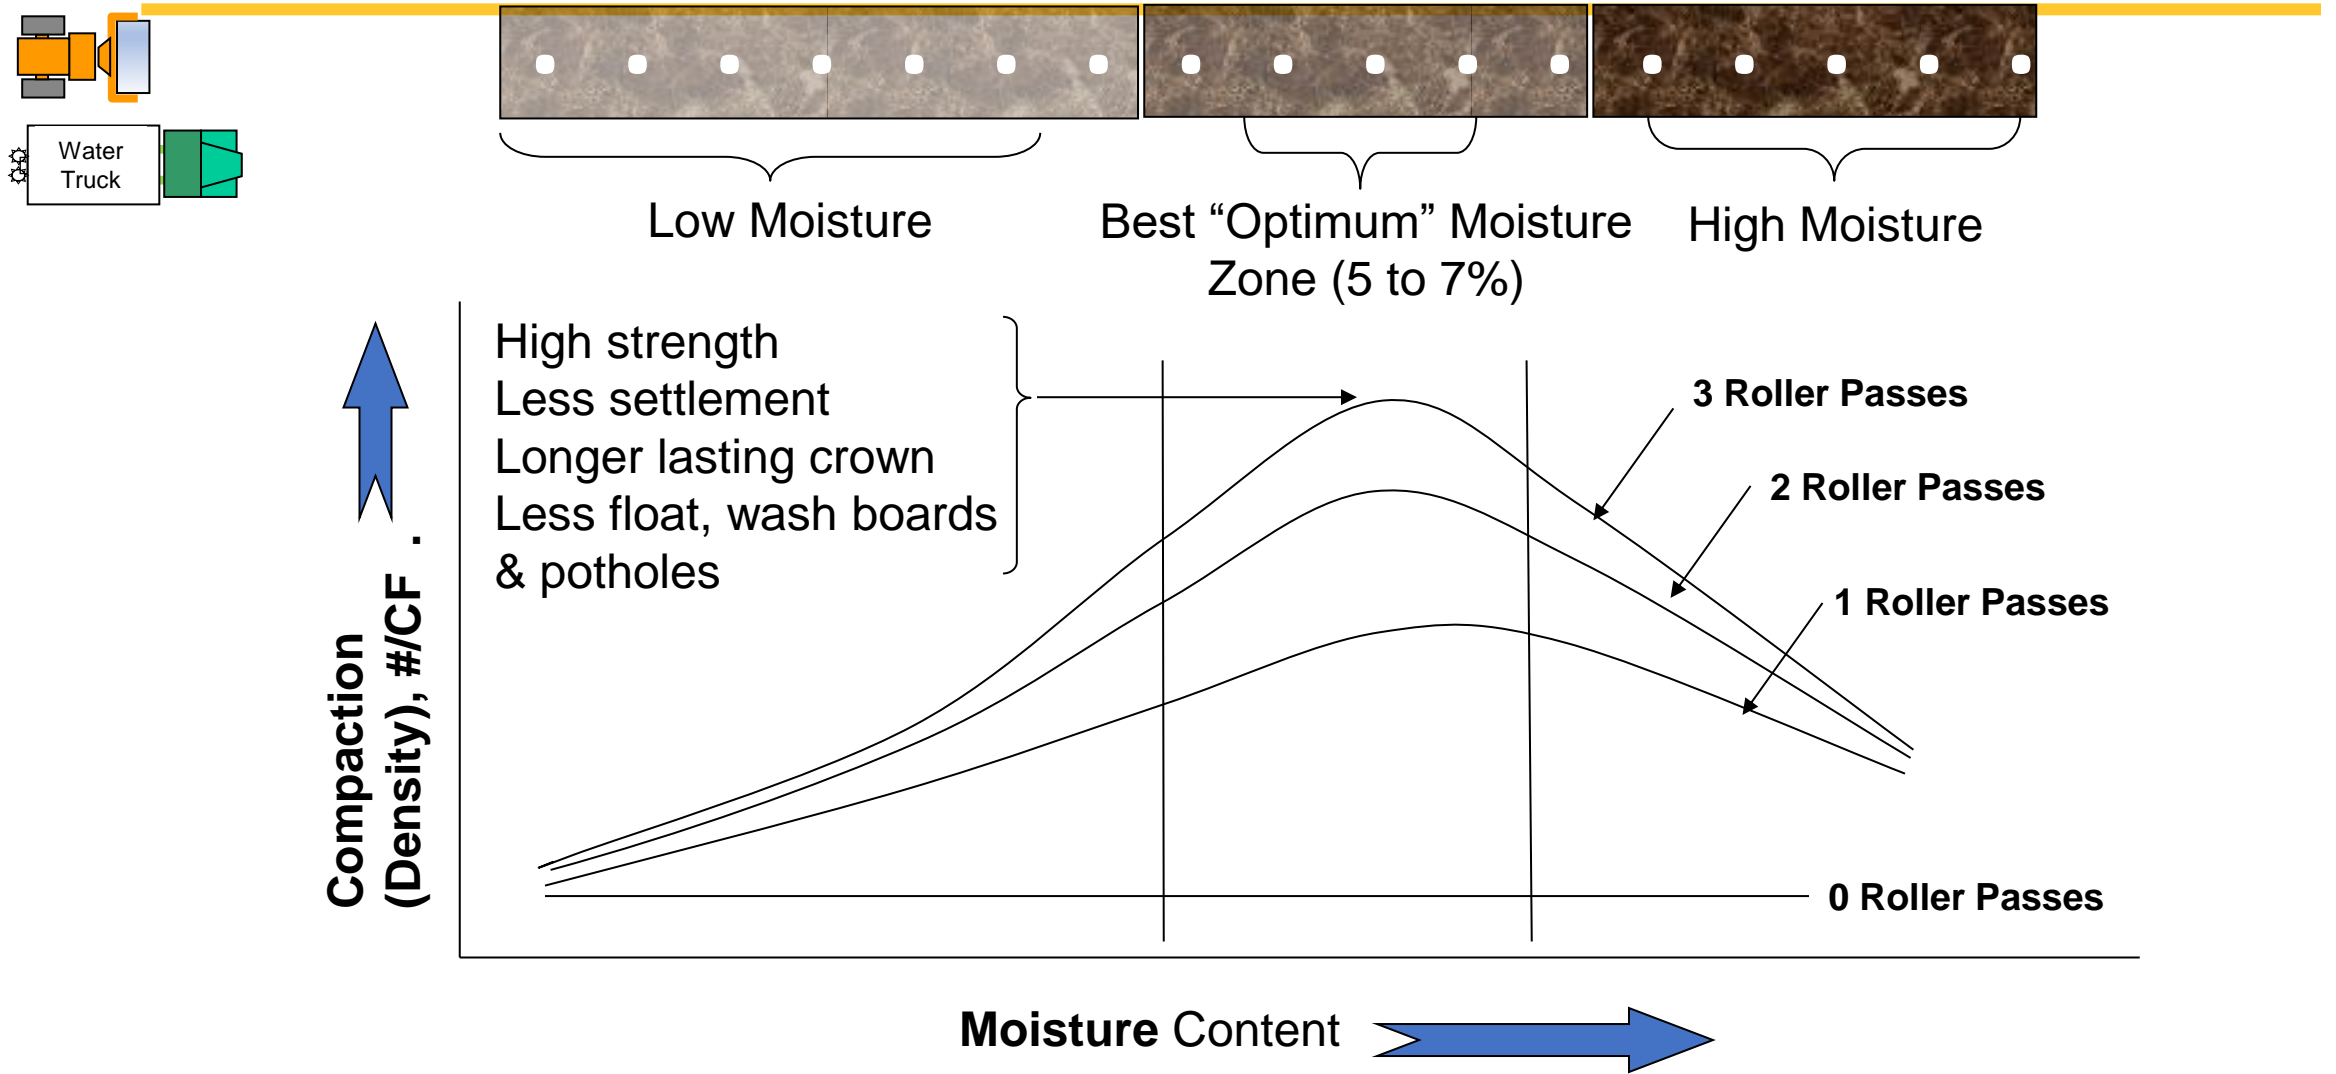 Water
Truck
Low Moisture
Best “Optimum” Moisture
Zone (5 to 7%)
High Moisture
High strength
Less settlement
Longer lasting crown
Less float, wash boards
& potholes
3 Roller Passes
2 Roller Passes
1 Roller Passes
0 Roller Passes
Compaction
(Density), #/CF .
Moisture Content